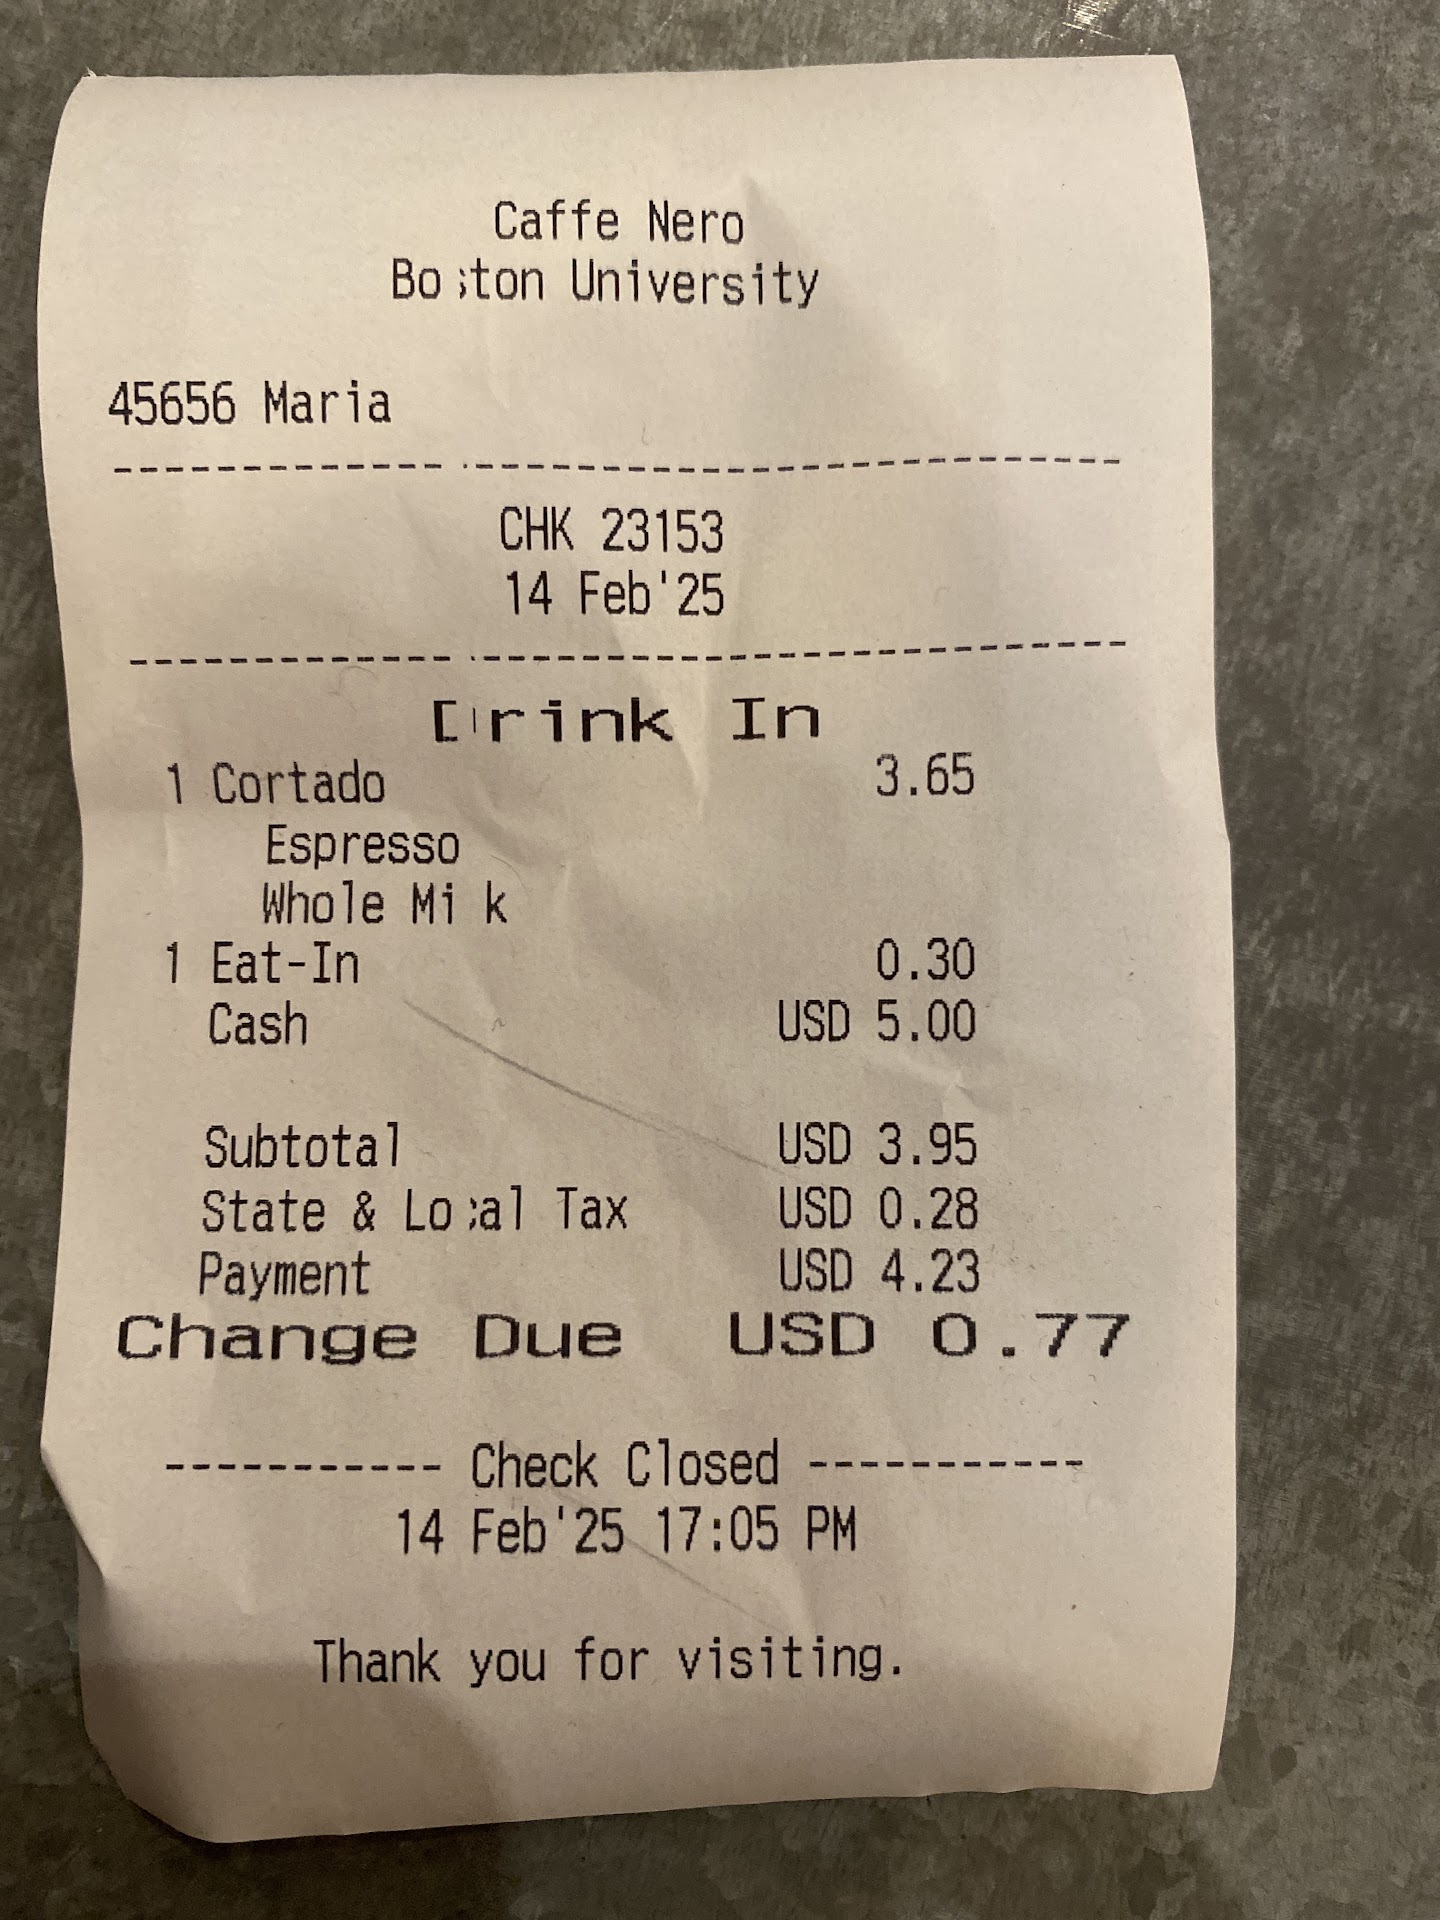 Caffe Nero
Boston University
45656 Maria
CHK 23153
14 Feb'25
Drink In
1 Cortado 3.65
Espresso
Whole Milk
1 Eat-In 0.30
Cash USD 5.00
Subtotal USD 3.95
State & Local Tax USD 0.28
Payment USD 4.23
Change Due USD 0.77
----------- Check Closed -----------
14 Feb'25 17:05 PM
Thank you for visiting.